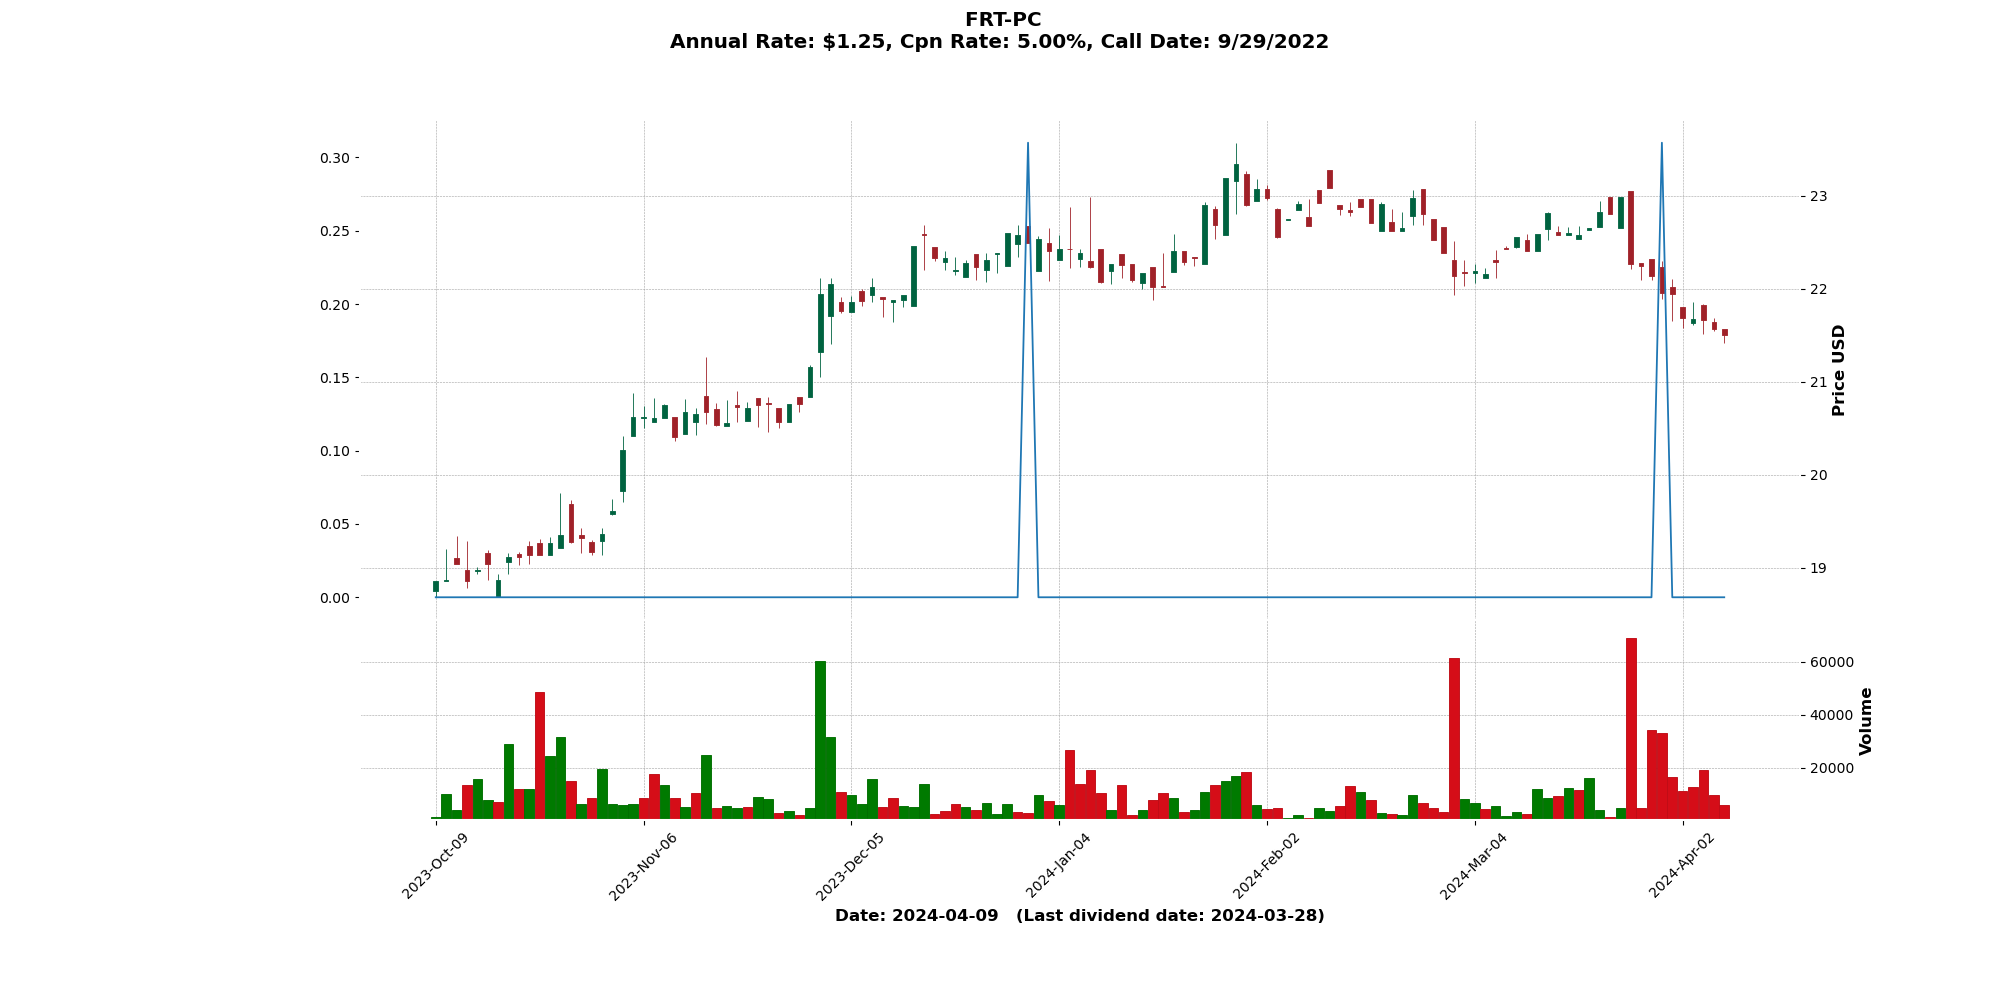 FRT-PC
Annual Rate: $1.25, Cpn Rate: 5.00%, Call Date: 9/29/2022
0.30
0.25
0.20
0.15
0.10
0.05
0.00
23
22
21
20
19
Price USD
60000
40000
20000
Volume
2023-Oct-09
2023-Nov-06
2023-Dec-05
2024-Jan-04
2024-Feb-02
2024-Mar-04
2024-Apr-02
Date: 2024-04-09 (Last dividend date: 2024-03-28)